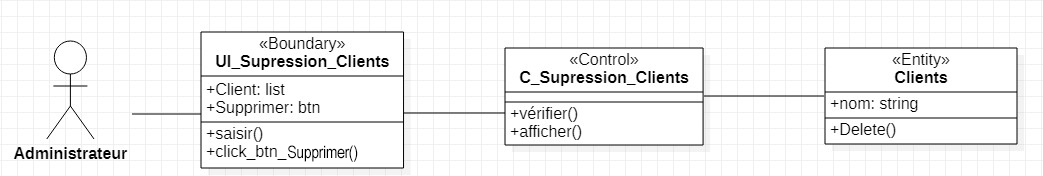 Administrateur
«Boundary»
UI_Supression_Clients
+Client: list
+Supprimer: btn
+saisir()
+click_btn_Supprimer()
«Control»
C_Supression_Clients
+vérifier()
+afficher()
«Entity»
Clients
+nom: string
+Delete()